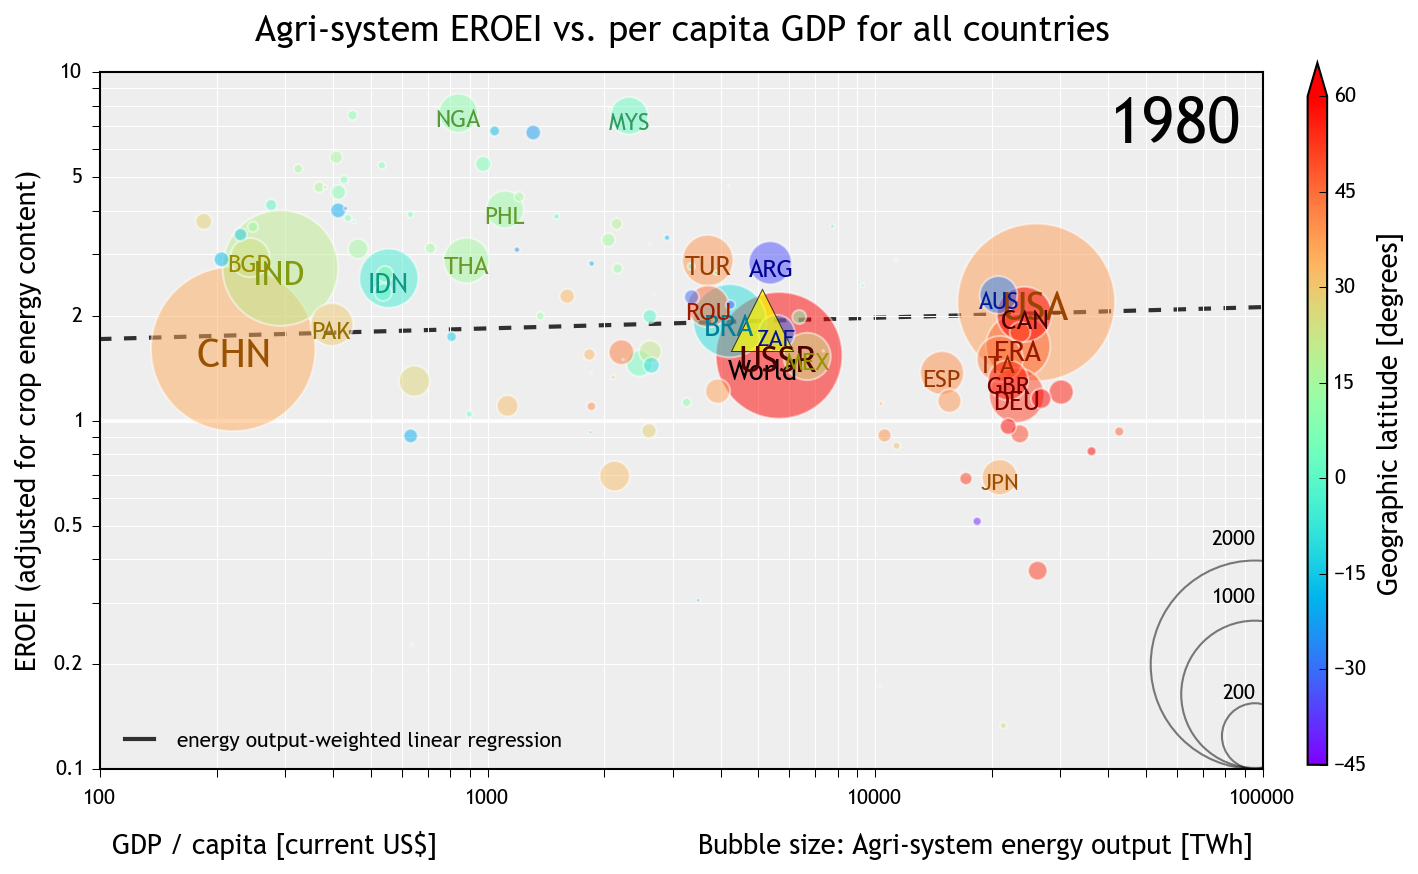 Agri-system EROEI vs. per capita GDP for all countries
1980
EROEI (adjusted for crop energy content)
10
5
2
1
0.5
0.2
0.1
NGA
MYS
PHL
THA
BGD
IND
IDN
PAK
CHN
TUR
ARG
ROU
BRA
ZAF
USSR
MEX
World
AUS
USA
CAN
FRA
ITA
ESP
GBR
DEU
JPN
2000
1000
200
energy output-weighted linear regression
100
1000
10000
100000
GDP / capita [current US$]
Bubble size: Agri-system energy output [TWh]
60
45
30
15
0
−15
−30
−45
Geographic latitude [degrees]